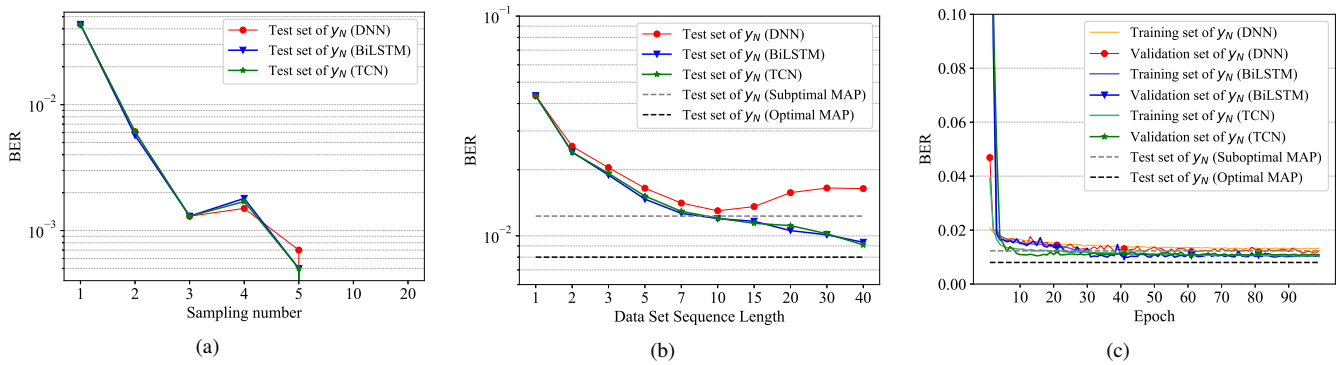 Test set of y_N (DNN)
Test set of y_N (BiLSTM)
Test set of y_N (TCN)
10^−2
10^−3
BER
1 2 3 4 5 10 20
Sampling number
(a)
10^−1
10^−2
BER
Test set of y_N (DNN)
Test set of y_N (BiLSTM)
Test set of y_N (TCN)
Test set of y_N (Subptimal MAP)
Test set of y_N (Optimal MAP)
1 2 3 5 7 10 15 20 30 40
Data Set Sequence Length
(b)
0.10
0.08
0.06
0.04
0.02
0.00
BER
Training set of y_N (DNN)
Validation set of y_N (DNN)
Training set of y_N (BiLSTM)
Validation set of y_N (BiLSTM)
Training set of y_N (TCN)
Validation set of y_N (TCN)
Test set of y_N (Suboptimal MAP)
Test set of y_N (Optimal MAP)
10 20 30 40 50 60 70 80 90
Epoch
(c)